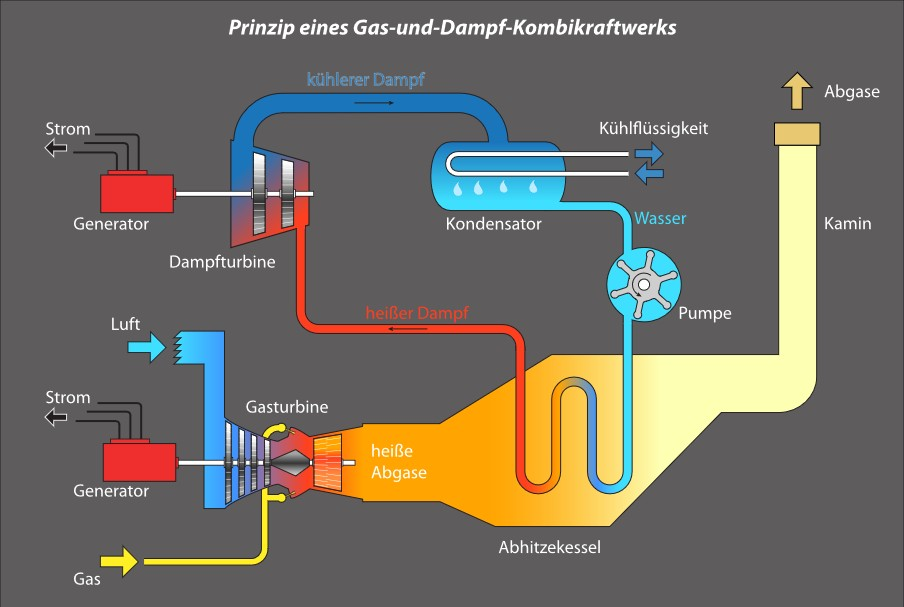 Prinzip eines Gas-und-Dampf-Kombikraftwerks
kühlerer Dampf
Abgase
Strom
Kühlflüssigkeit
Generator
Kondensator
Wasser
Kamin
Dampfturbine
heißer Dampf
Pumpe
Luft
Strom
Gasturbine
heiße
Abgase
Generator
Abhitzekessel
Gas